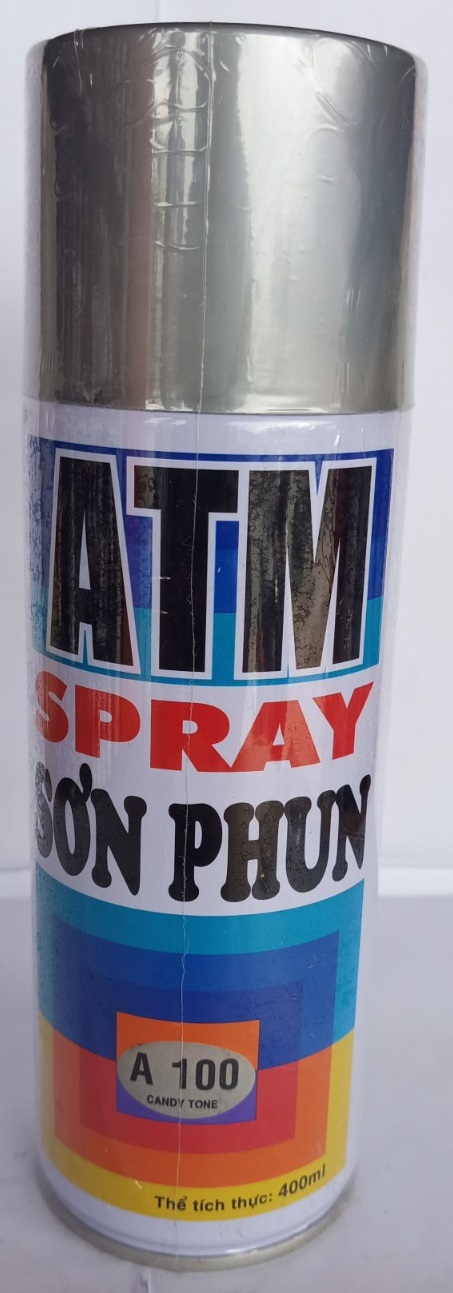 ATM
SPRAY
SƠN PHUN
A 100
CANDY TONE
Thể tích thực: 400ml